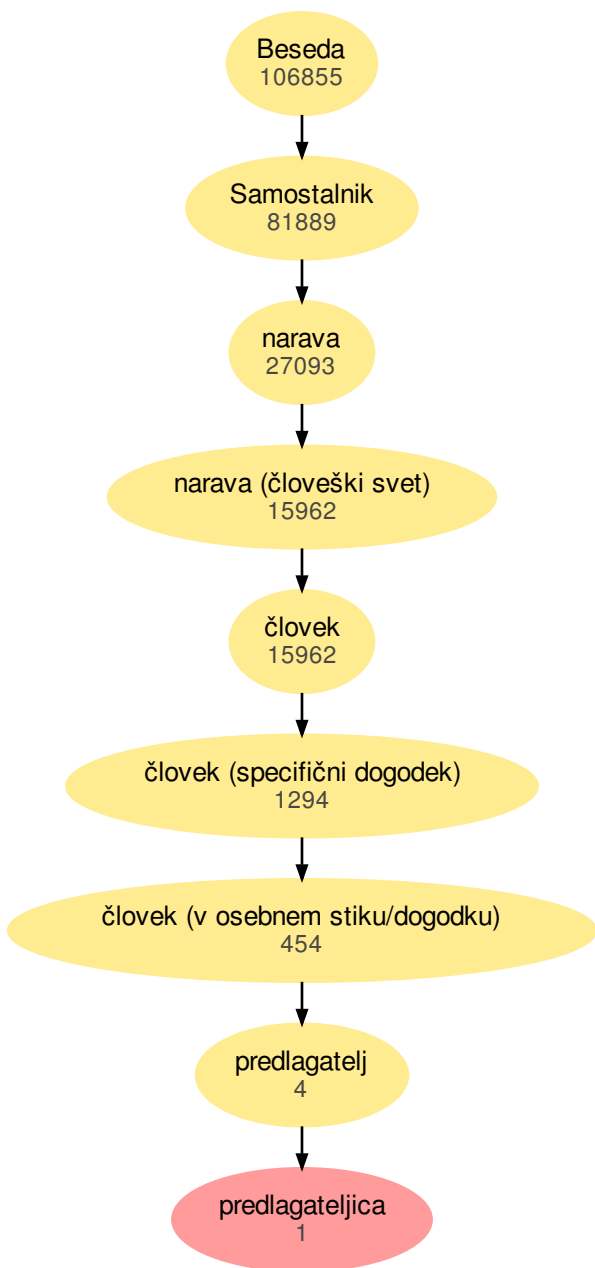 Beseda
106855
Samostalnik
81889
narava
27093
narava (človeški svet)
15962
človek
15962
človek (specifični dogodek)
1294
človek (v osebnem stiku/dogodku)
454
predlagatelj
4
predlagateljica
1